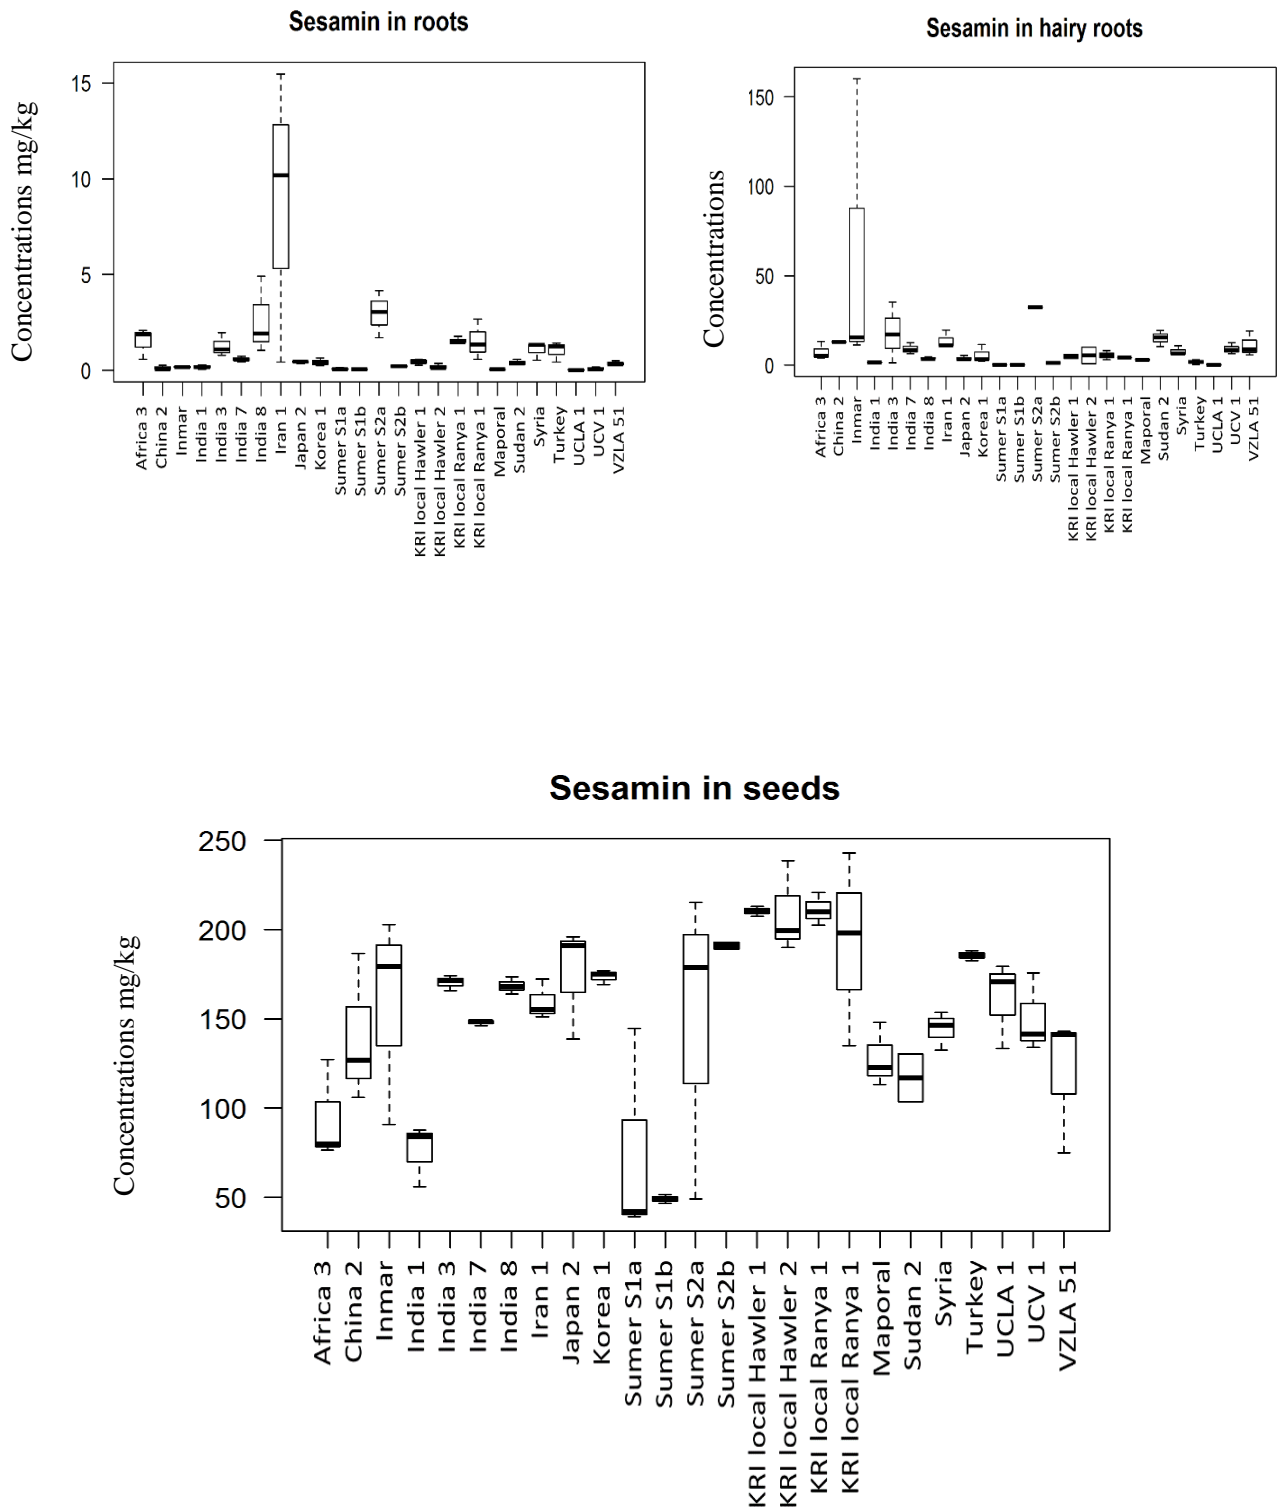 Sesamin in roots
Concentrations mg/kg
15
10
5
0
Africa 3
China 2
Inmar
India 1
India 3
India 7
India 8
Iran 1
Japan 2
Korea 1
Sumer S1a
Sumer S1b
Sumer S2a
Sumer S2b
KRI local Hawler 1
KRI local Hawler 2
KRI local Ranya 1
KRI local Ranya 1
Maporal
Sudan 2
Syria
Turkey
UCLA 1
UCV 1
VZLA 51
Sesamin in hairy roots
Concentrations
150
100
50
0
Africa 3
China 2
Inmar
India 1
India 3
India 7
India 8
Iran 1
Japan 2
Korea 1
Sumer S1a
Sumer S1b
Sumer S2a
Sumer S2b
KRI local Hawler 1
KRI local Hawler 2
KRI local Ranya 1
KRI local Ranya 1
Maporal
Sudan 2
Syria
Turkey
UCLA 1
UCV 1
VZLA 51
Sesamin in seeds
Concentrations mg/kg
250
200
150
100
50
Africa 3
China 2
Inmar
India 1
India 3
India 7
India 8
Iran 1
Japan 2
Korea 1
Sumer S1a
Sumer S1b
Sumer S2a
Sumer S2b
KRI local Hawler 1
KRI local Hawler 2
KRI local Ranya 1
KRI local Ranya 1
Maporal
Sudan 2
Syria
Turkey
UCLA 1
UCV 1
VZLA 51